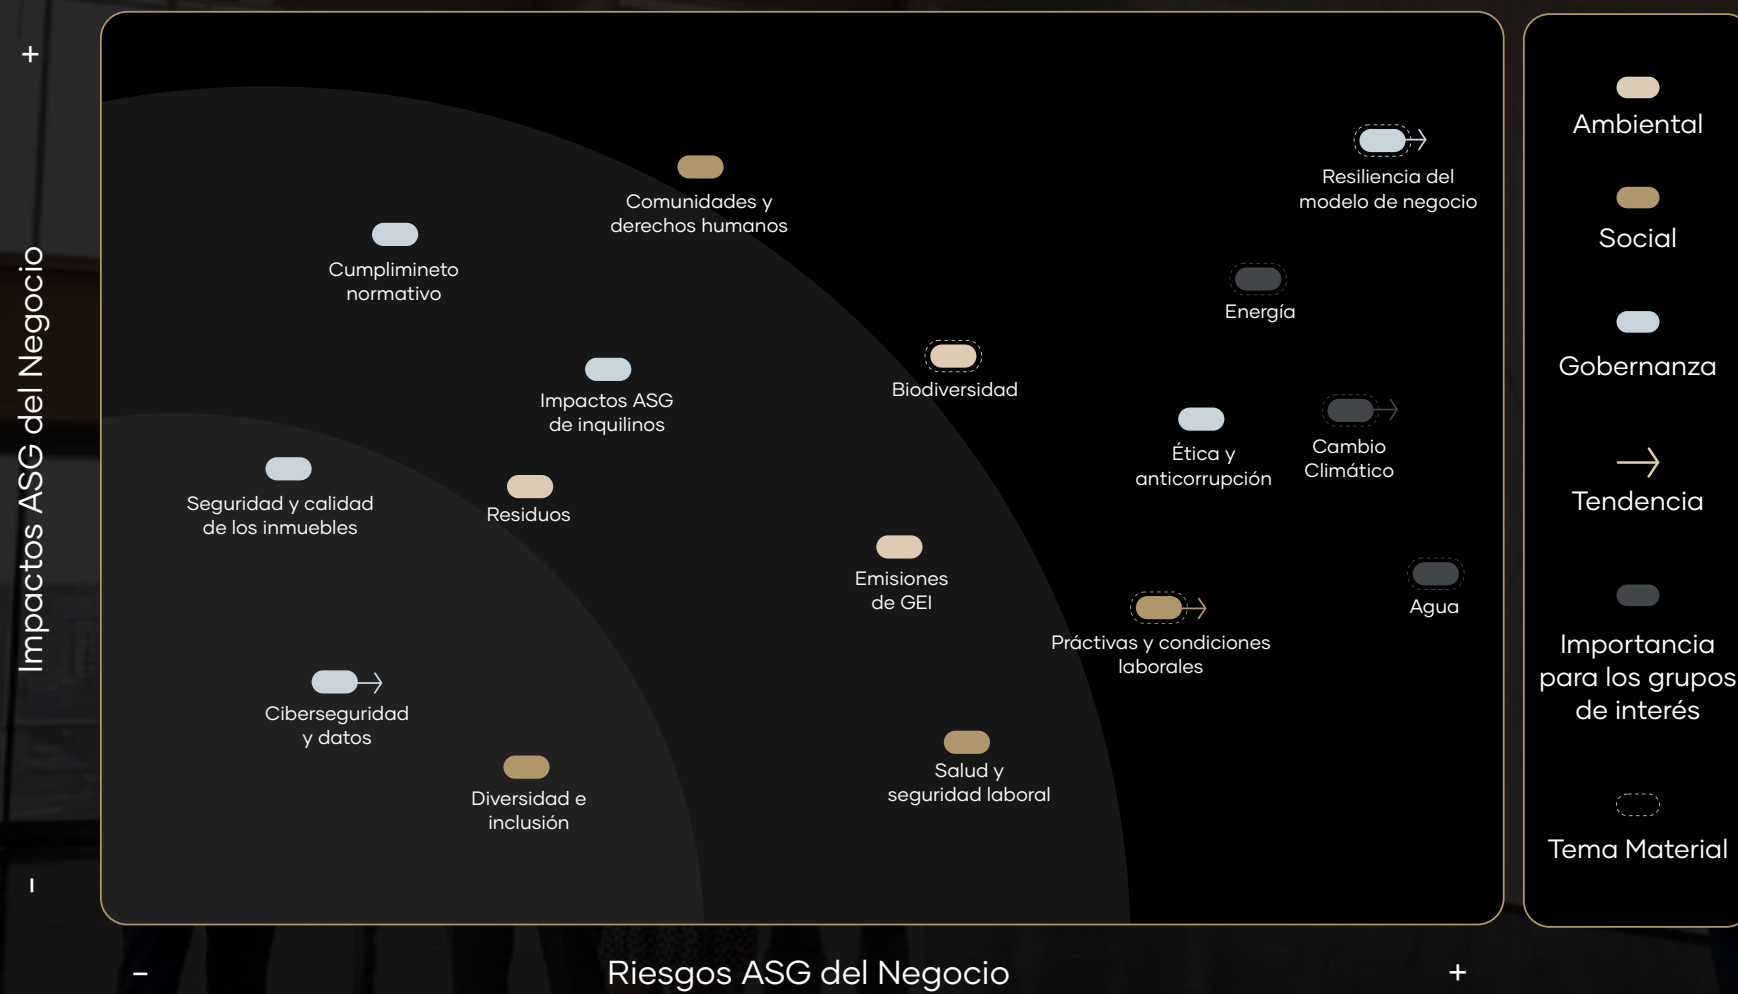 +
Impactos ASG del Negocio
-
Comunidades y
derechos humanos
Resiliencia del
modelo de negocio
Cumplimineto
normativo
Energía
Impactos ASG
de inquilinos
Biodiversidad
Ética y
anticorrupción
Cambio
Climático
Seguridad y calidad
de los inmuebles
Residuos
Emisiones
de GEI
Agua
Práctivas y condiciones
laborales
Ciberseguridad
y datos
Diversidad e
inclusión
Salud y
seguridad laboral
-
Riesgos ASG del Negocio
+
Ambiental
Social
Gobernanza
Tendencia
Importancia
para los grupos
de interés
Tema Material